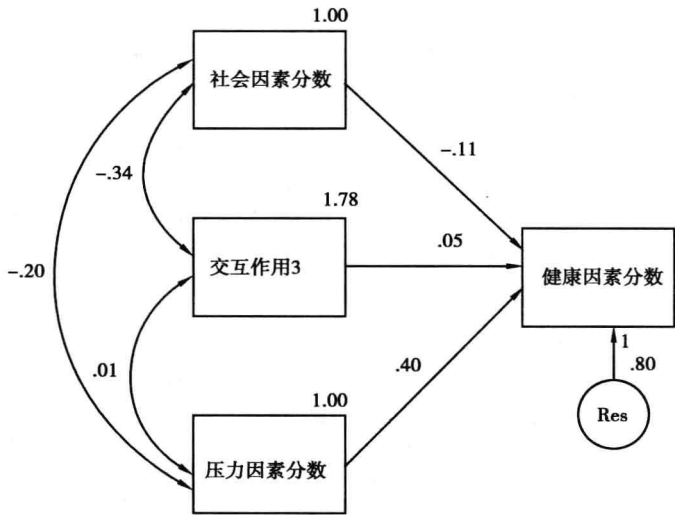 1.00
社会因素分数
-.34
-.11
1.78
交互作用3
.05
-.20
健康因素分数
.01
.40
1
.80
1.00
压力因素分数
Res